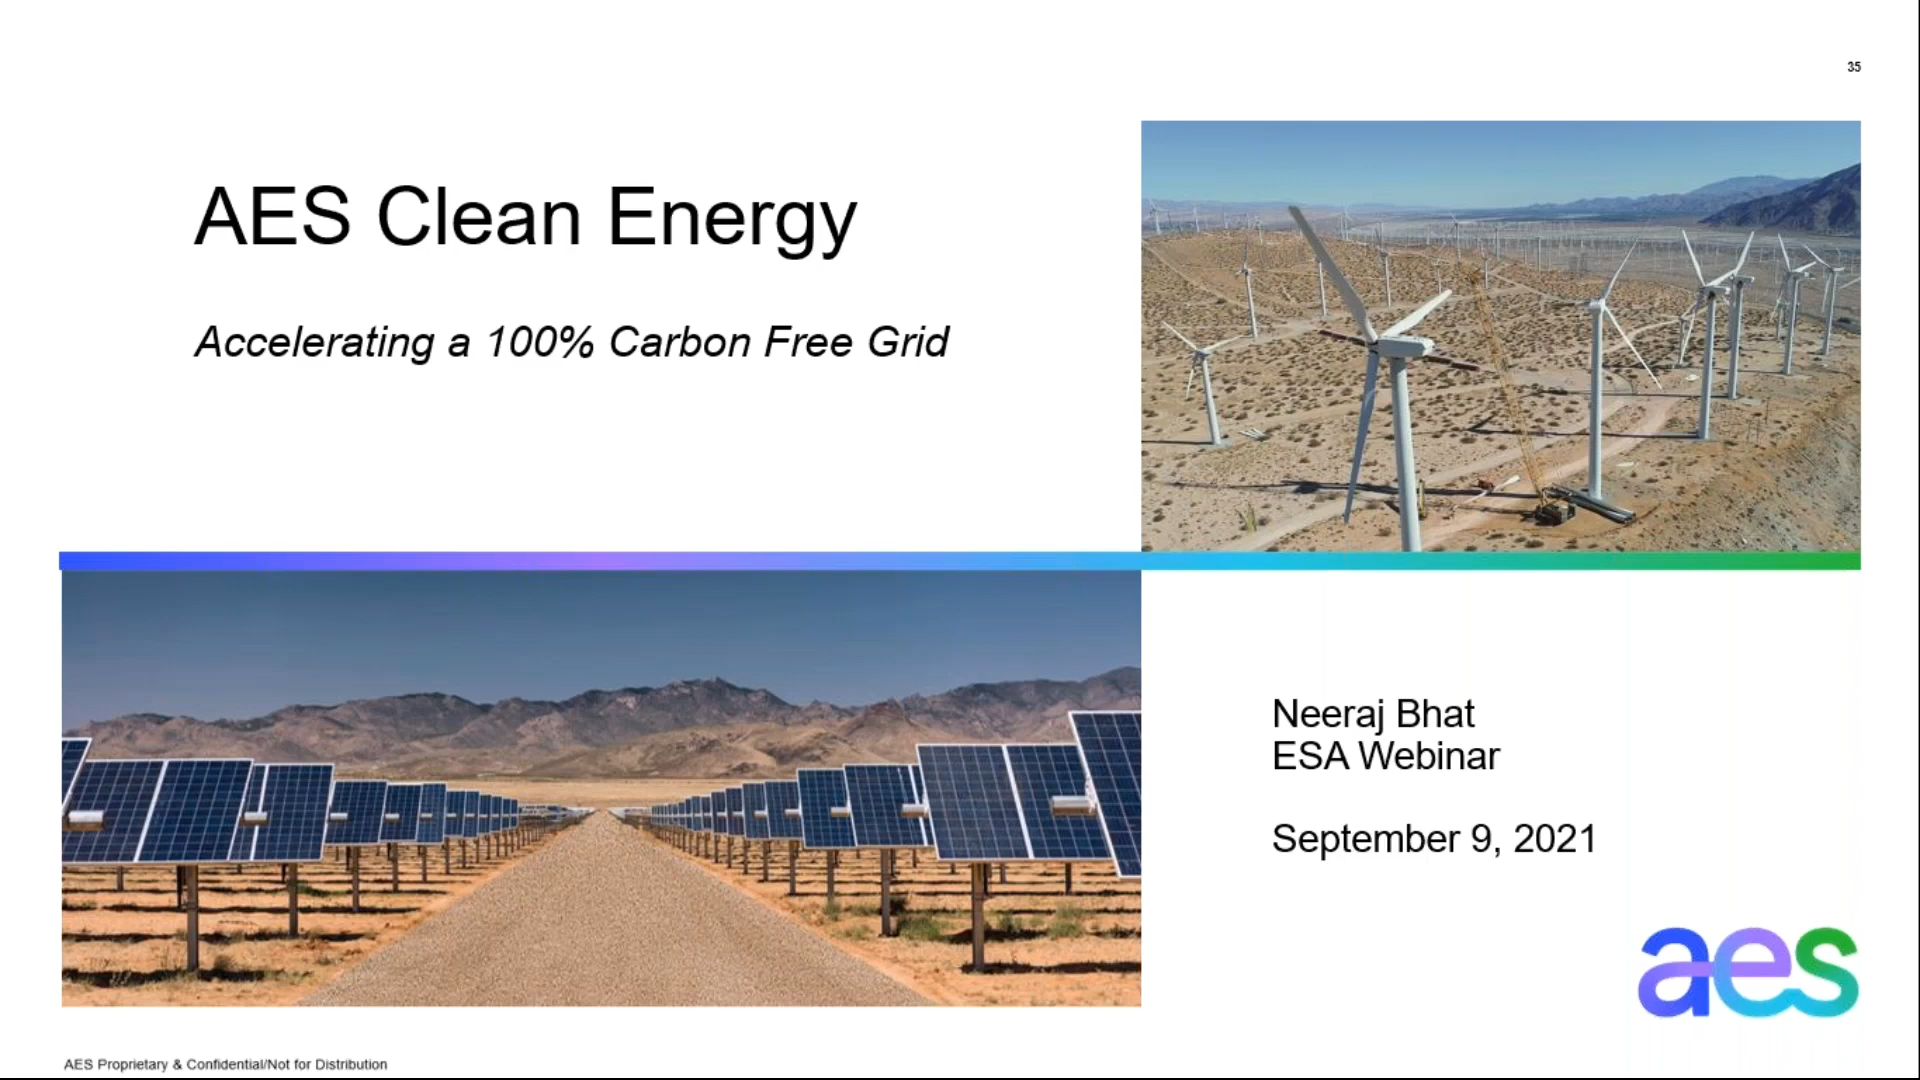 35
AES Clean Energy
Accelerating a 100% Carbon Free Grid
Neeraj Bhat
ESA Webinar
September 9, 2021
aes
AES Proprietary & Confidential/Not for Distribution